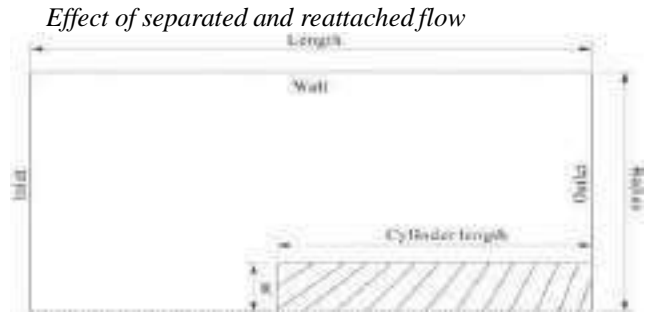 Effect of separated and reattached flow
Length
Wall
Inlet
Outlet
Radius
Cylinder length
R